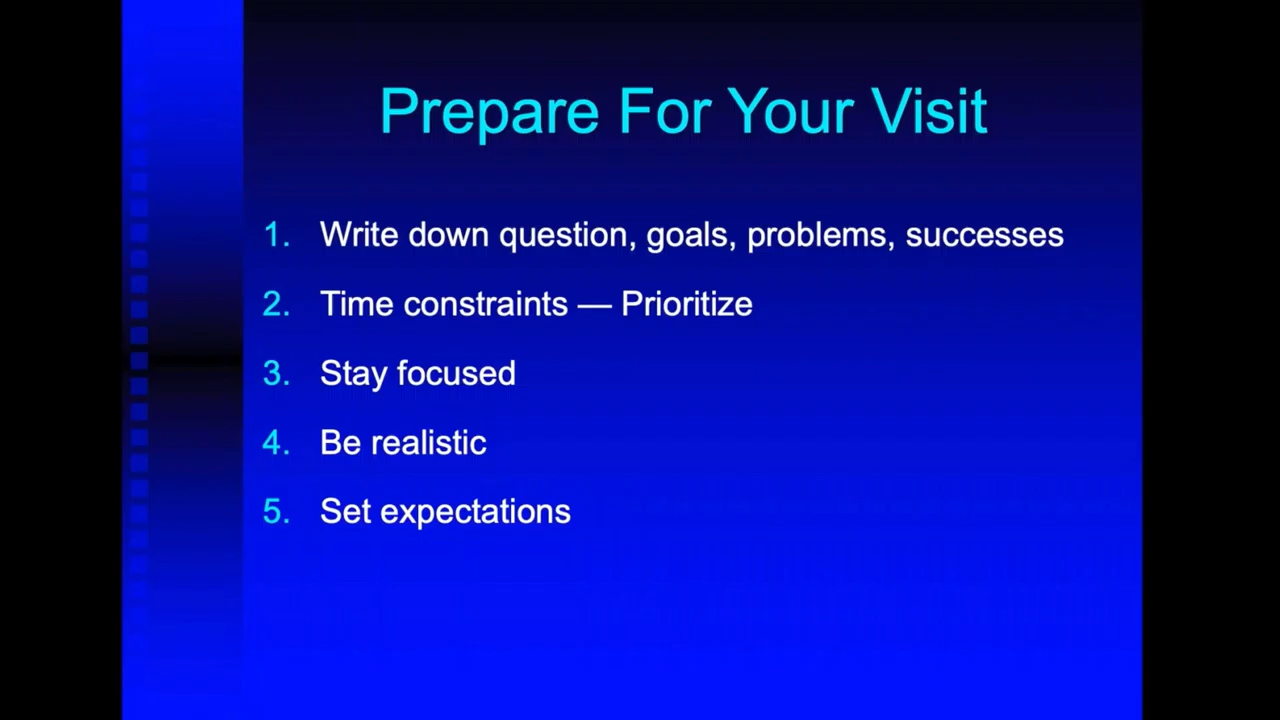 Prepare For Your Visit
1. Write down question, goals, problems, successes
2. Time constraints — Prioritize
3. Stay focused
4. Be realistic
5. Set expectations